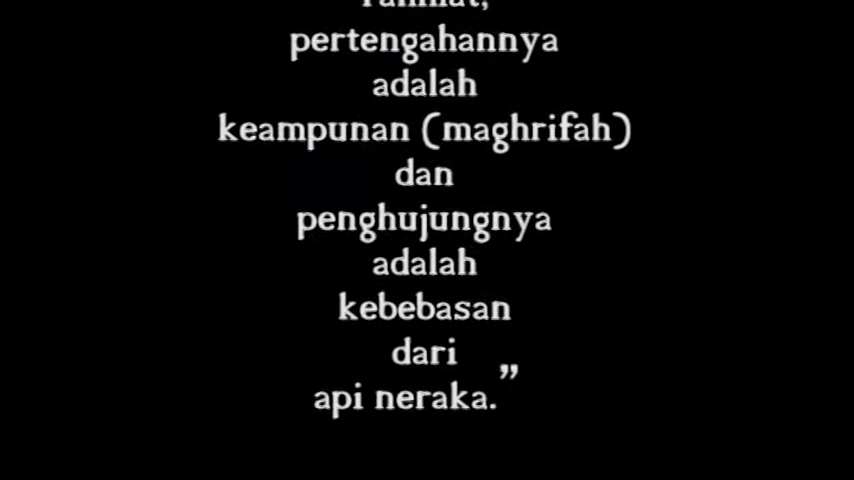 rahmat,
pertengahannya
adalah
keampunan (maghrifah)
dan
penghujungnya
adalah
kebebasan
dari
api neraka.”